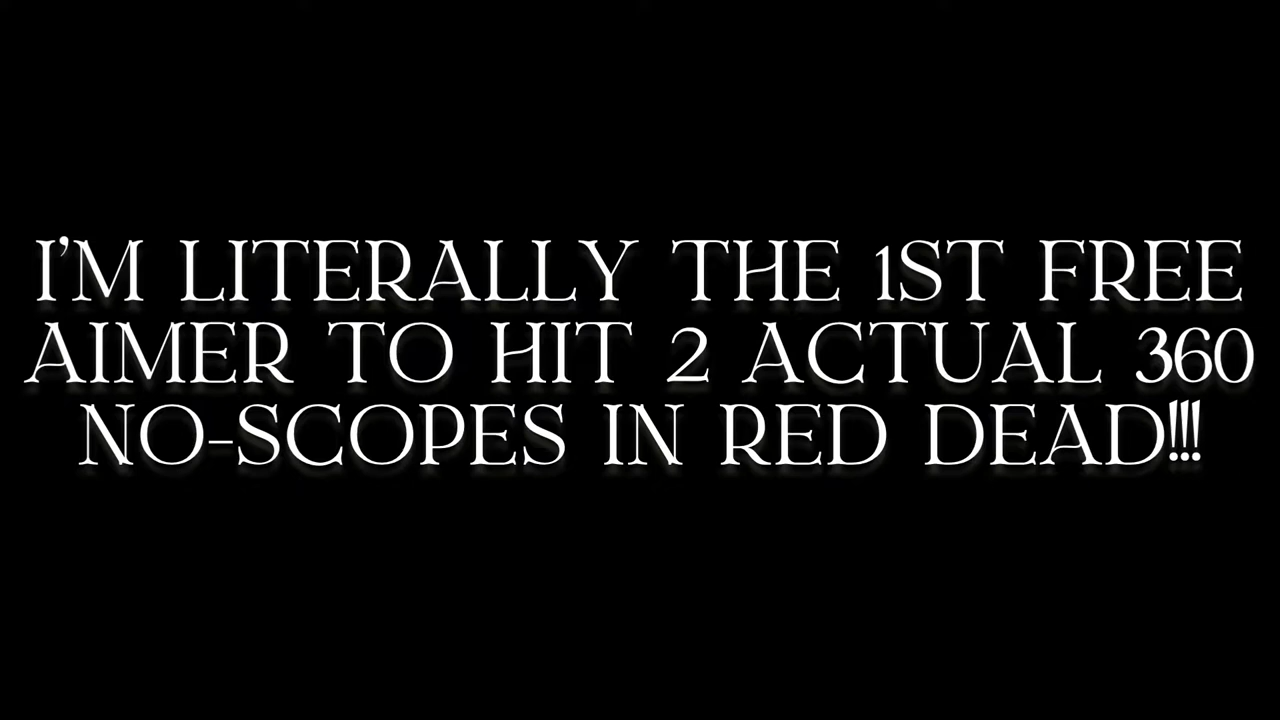 I'M LITERALLY THE 1ST FREE
AIMER TO HIT 2 ACTUAL 360
NO-SCOPES IN RED DEAD!!!